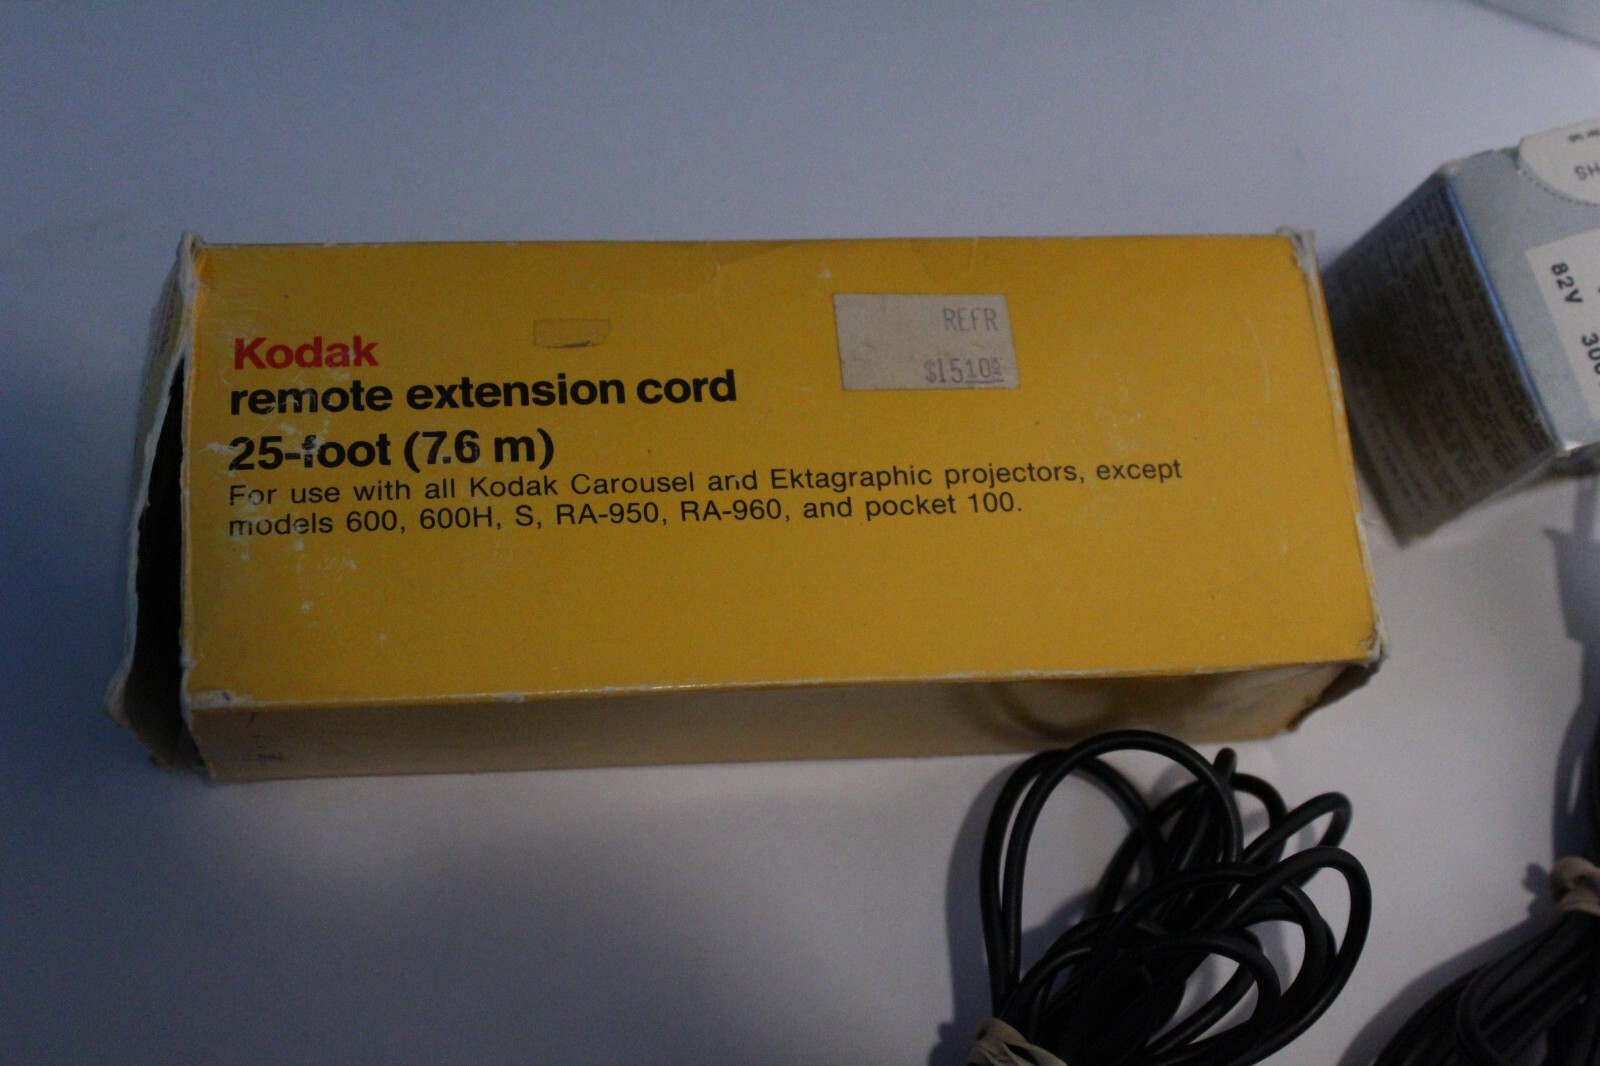 Kodak
remote extension cord
25-foot (7.6 m)
For use with all Kodak Carousel and Ektagraphic projectors, except
models 600, 600H, S, RA-950, RA-960, and pocket 100.
REFR
82V